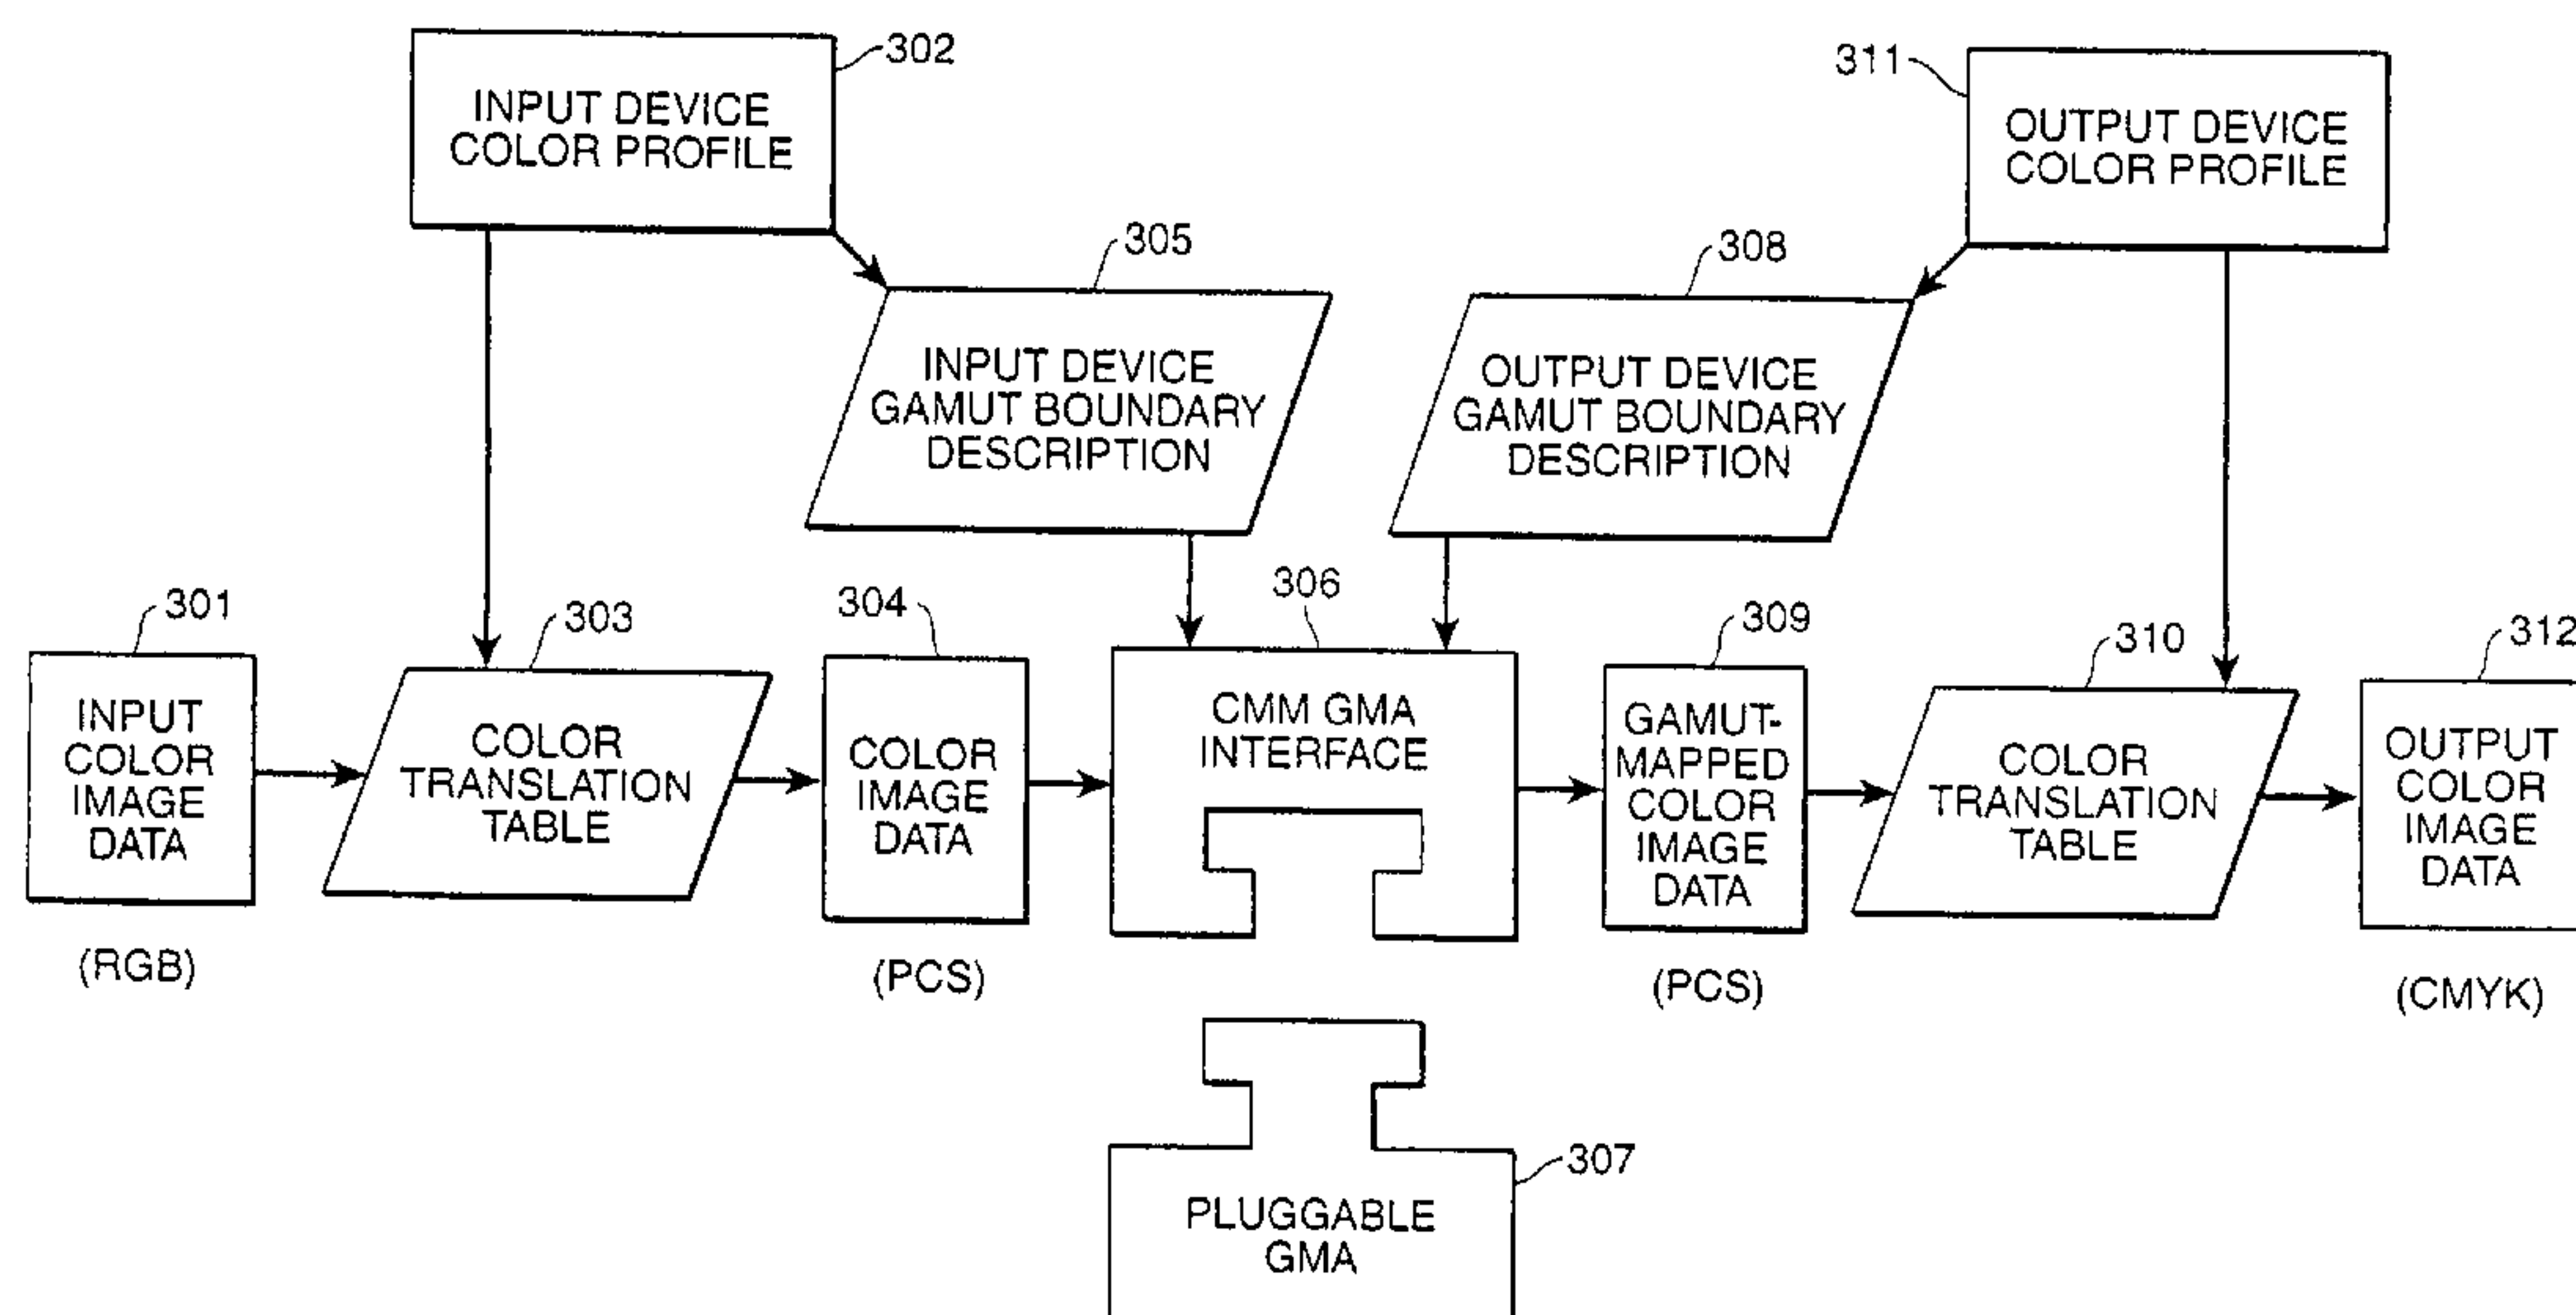 302
INPUT DEVICE
COLOR PROFILE
311
OUTPUT DEVICE
COLOR PROFILE
305
INPUT DEVICE
GAMUT BOUNDARY
DESCRIPTION
308
OUTPUT DEVICE
GAMUT BOUNDARY
DESCRIPTION
301
INPUT
COLOR
IMAGE
DATA
(RGB)
303
COLOR
TRANSLATION
TABLE
304
COLOR
IMAGE
DATA
(PCS)
306
CMM GMA
INTERFACE
309
GAMUT-
MAPPED
COLOR
IMAGE
DATA
(PCS)
310
COLOR
TRANSLATION
TABLE
312
OUTPUT
COLOR
IMAGE
DATA
(CMYK)
307
PLUGGABLE
GMA